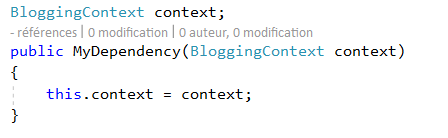 BloggingContext context;
- références | 0 modification | 0 auteur, 0 modification
public MyDependency(BloggingContext context)
{
this.context = context;
}